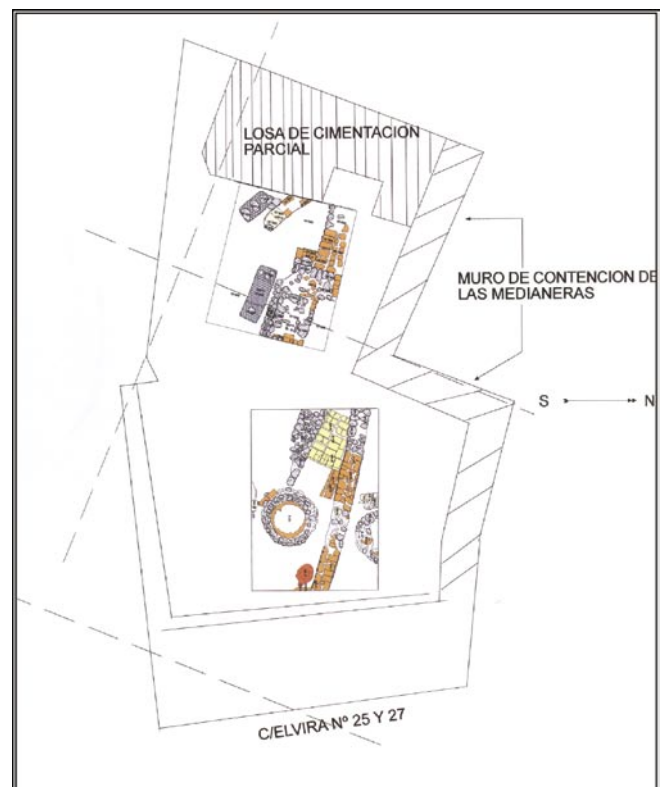 LOSA DE CIMENTACION
PARCIAL
MURO DE CONTENCION DE
LAS MEDIANERAS
S
N
C/ELVIRA Nº 25 Y 27